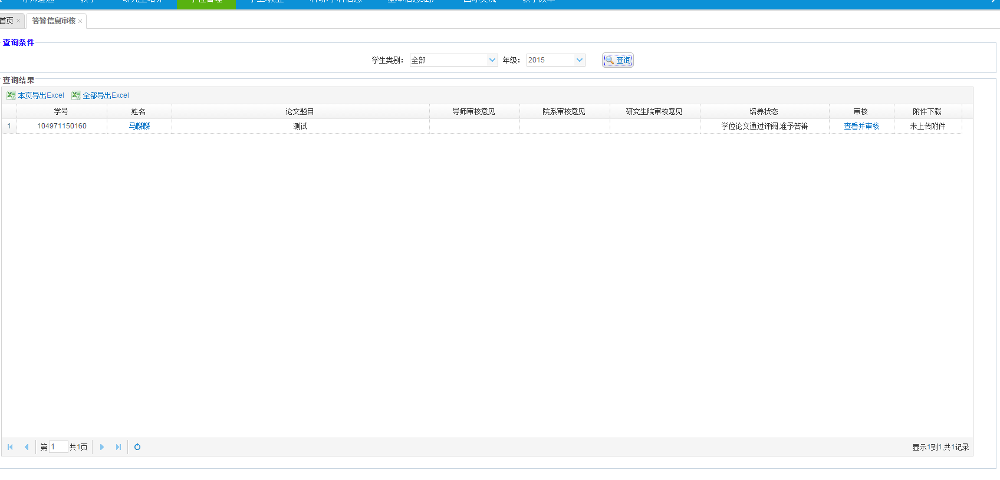 首页 × 答辩信息审核 ×
查询条件
学生类别： 全部 年级： 2015 查询
查询结果
本页导出Excel 全部导出Excel
学号 姓名 论文题目 导师审核意见 院系审核意见 研究生院审核意见 培养状态 审核 附件下载
1 104971150160 马麟麟 测试 学位论文通过评阅,准予答辩 查看并审核 未上传附件
第 1 共1页 显示1到1,共1记录